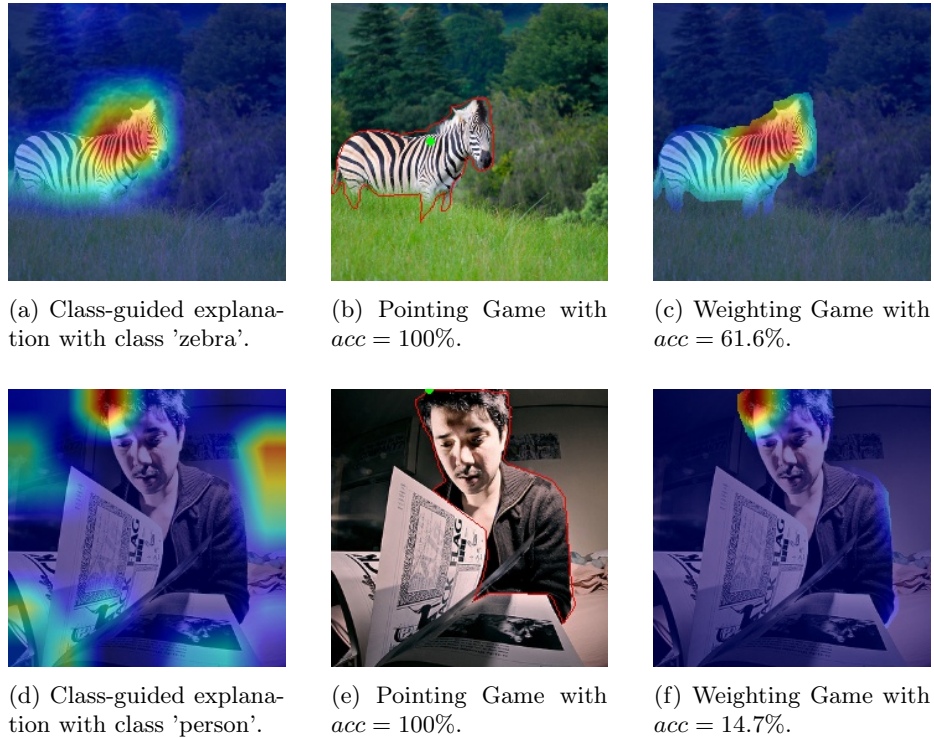 (a) Class-guided explana-
tion with class 'zebra'.
(b) Pointing Game with
acc = 100%.
(c) Weighting Game with
acc = 61.6%.
FLAG
(d) Class-guided explana-
tion with class 'person'.
(e) Pointing Game with
acc = 100%.
(f) Weighting Game with
acc = 14.7%.